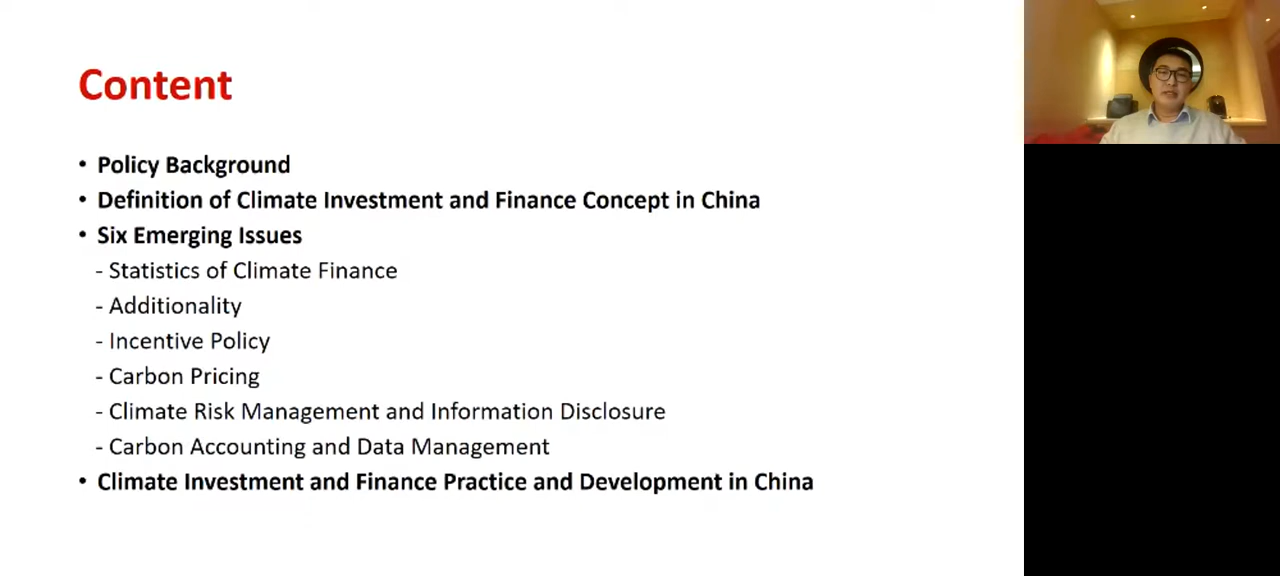 Content
• Policy Background
• Definition of Climate Investment and Finance Concept in China
• Six Emerging Issues
- Statistics of Climate Finance
- Additionality
- Incentive Policy
- Carbon Pricing
- Climate Risk Management and Information Disclosure
- Carbon Accounting and Data Management
• Climate Investment and Finance Practice and Development in China